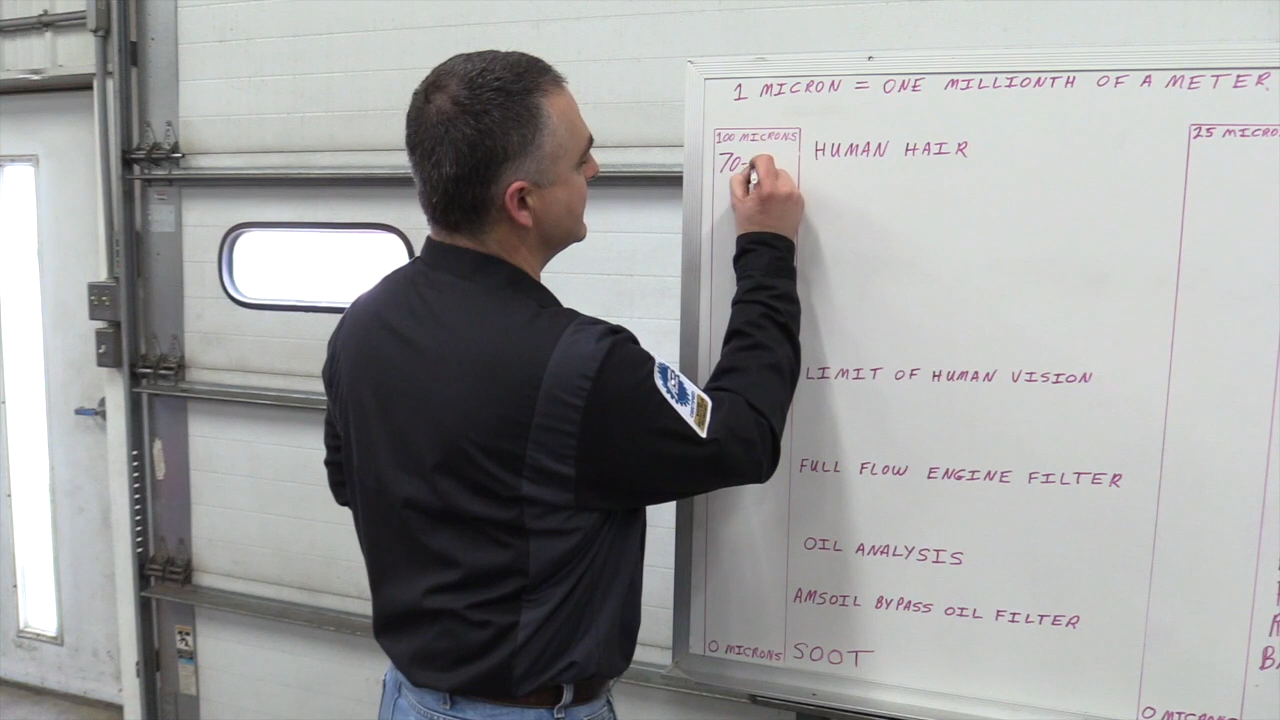 1 MICRON = ONE MILLIONTH OF A METER.
100 MICRONS
25 MICRO
70-
HUMAN HAIR
LIMIT OF HUMAN VISION
FULL FLOW ENGINE FILTER
OIL ANALYSIS
AMSOIL BYPASS OIL FILTER
0 MICRONS
SOOT
0 MICRONS